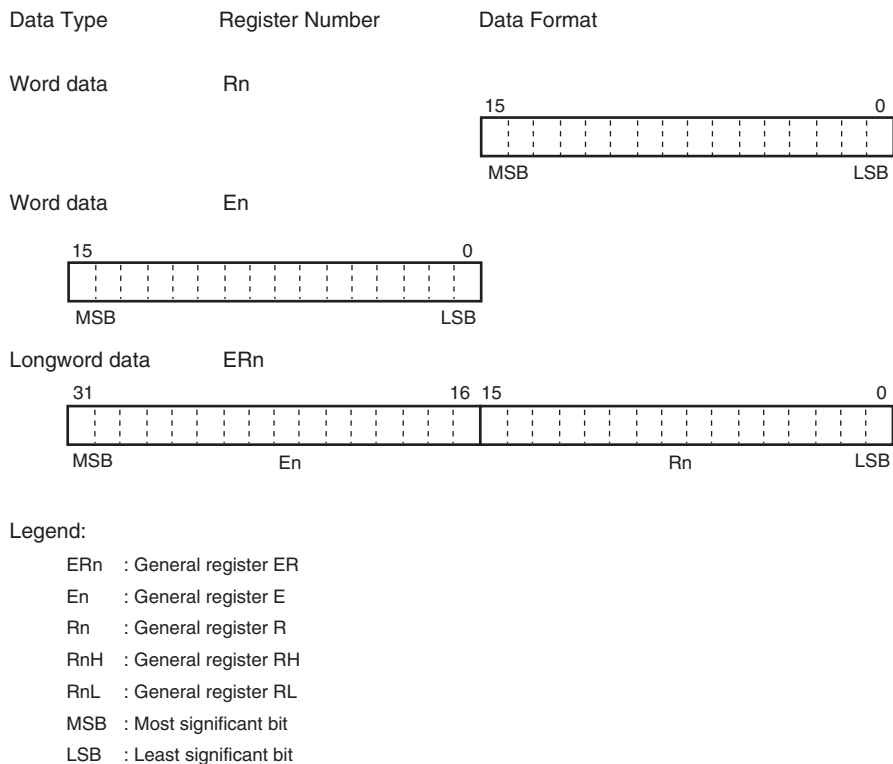 Data Type Register Number Data Format
Word data Rn
15 0
MSB LSB
Word data En
15 0
MSB LSB
Longword data ERn
31 16 15 0
MSB En Rn LSB
Legend:
ERn : General register ER
En : General register E
Rn : General register R
RnH : General register RH
RnL : General register RL
MSB : Most significant bit
LSB : Least significant bit